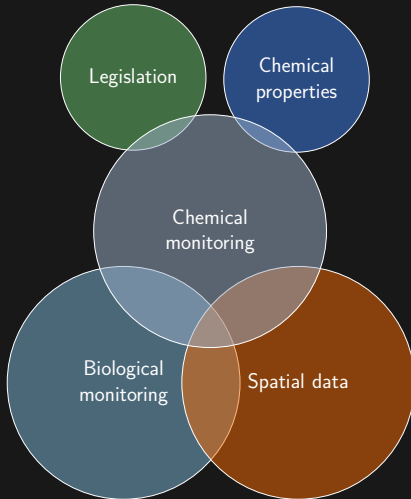 Legislation
Chemical
properties
Chemical
monitoring
Biological
monitoring
Spatial data